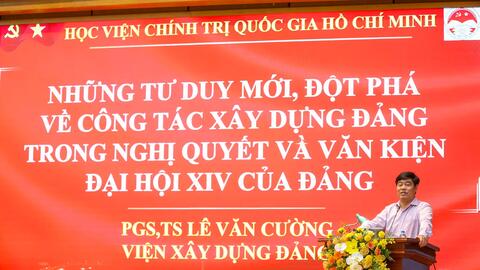 HỌC VIỆN CHÍNH TRỊ QUỐC GIA HỒ CHÍ MINH
NHỮNG TƯ DUY MỚI, ĐỘT PHÁ
VỀ CÔNG TÁC XÂY DỰNG ĐẢNG
TRONG NGHỊ QUYẾT VÀ VĂN KIỆN
ĐẠI HỘI XIV CỦA ĐẢNG
PGS,TS LÊ VĂN CƯỜNG
VIỆN XÂY DỰNG ĐẢNG